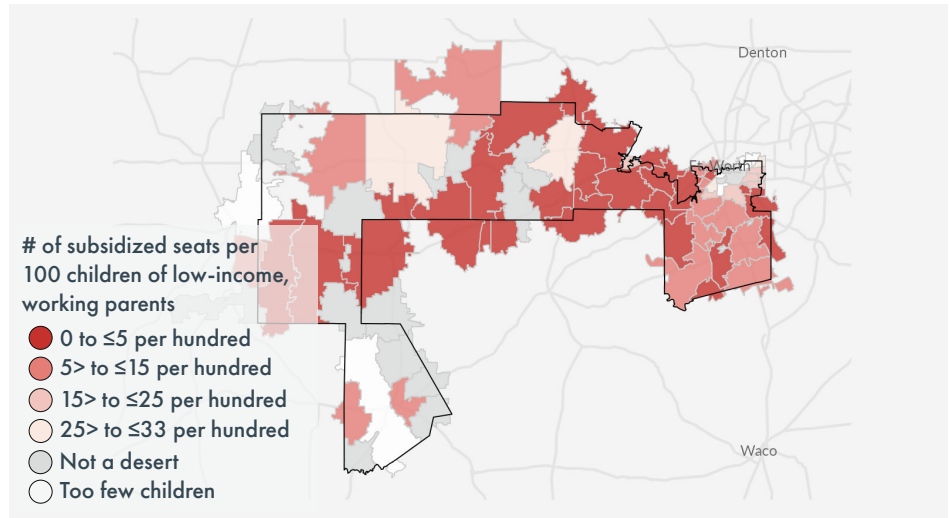 Denton
Ft. Worth
# of subsidized seats per
100 children of low-income,
working parents
0 to ≤5 per hundred
5> to ≤15 per hundred
15> to ≤25 per hundred
25> to ≤33 per hundred
Not a desert
Too few children
Waco